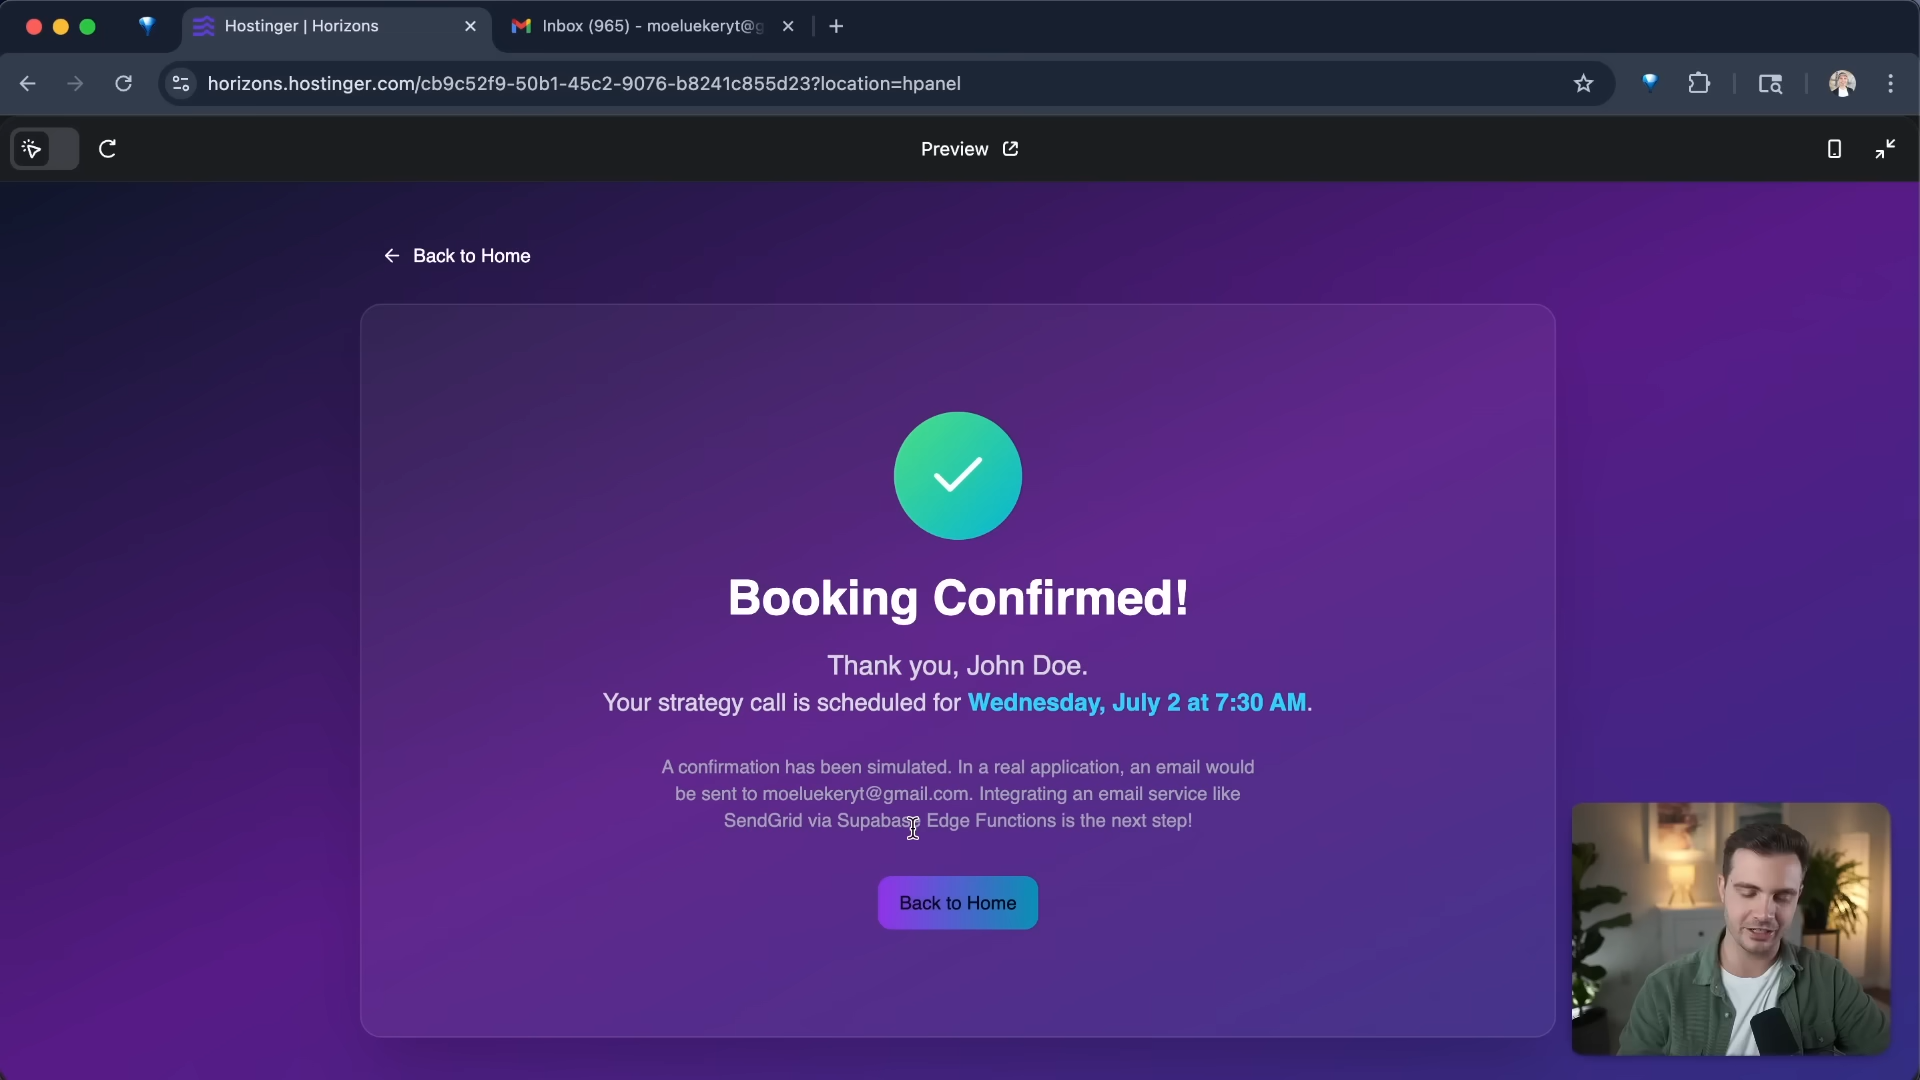 Hostinger | Horizons
Inbox (965) - moeluekeryt@g
horizons.hostinger.com/cb9c52f9-50b1-45c2-9076-b8241c855d23?location=hpanel
Preview
Back to Home
Booking Confirmed!
Thank you, John Doe.
Your strategy call is scheduled for Wednesday, July 2 at 7:30 AM.
A confirmation has been simulated. In a real application, an email would
be sent to moeluekeryt@gmail.com. Integrating an email service like
SendGrid via Supabase Edge Functions is the next step!
Back to Home